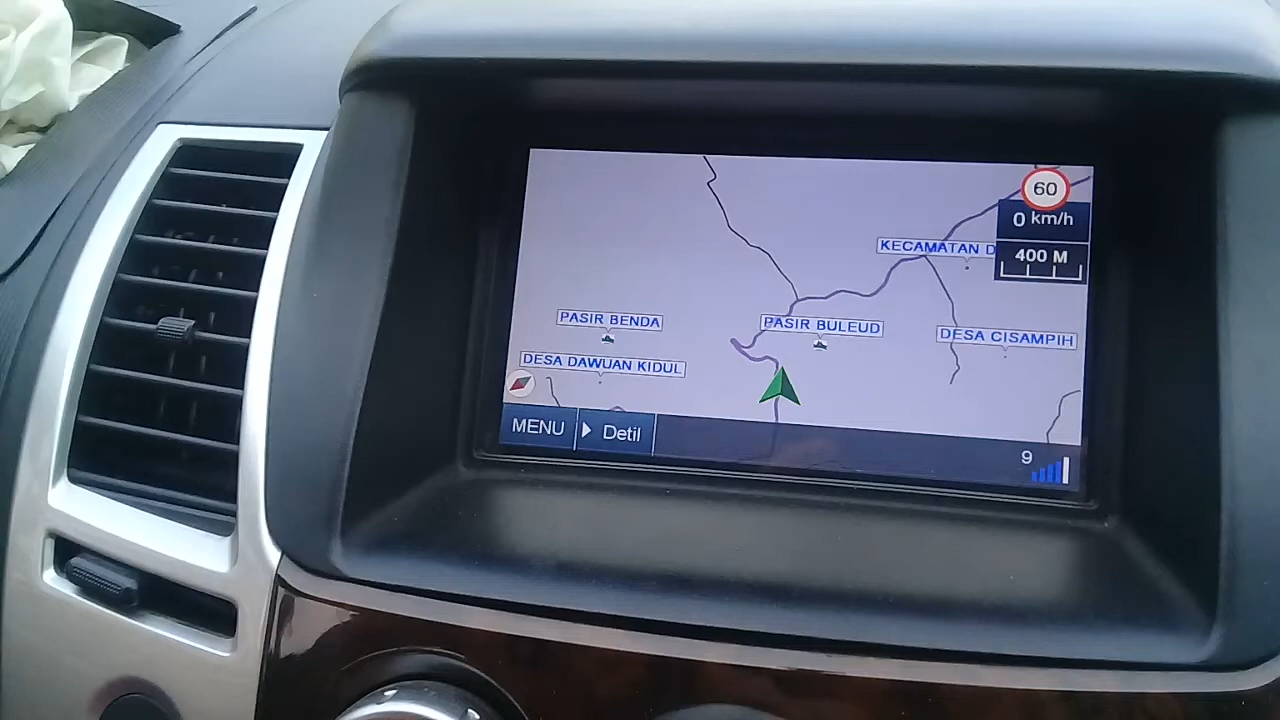 60
0 km/h
KECAMATAN D
400 M
PASIR BENDA
PASIR BULEUD
DESA CISAMPIH
DESA DAWUAN KIDUL
MENU
Detil
9